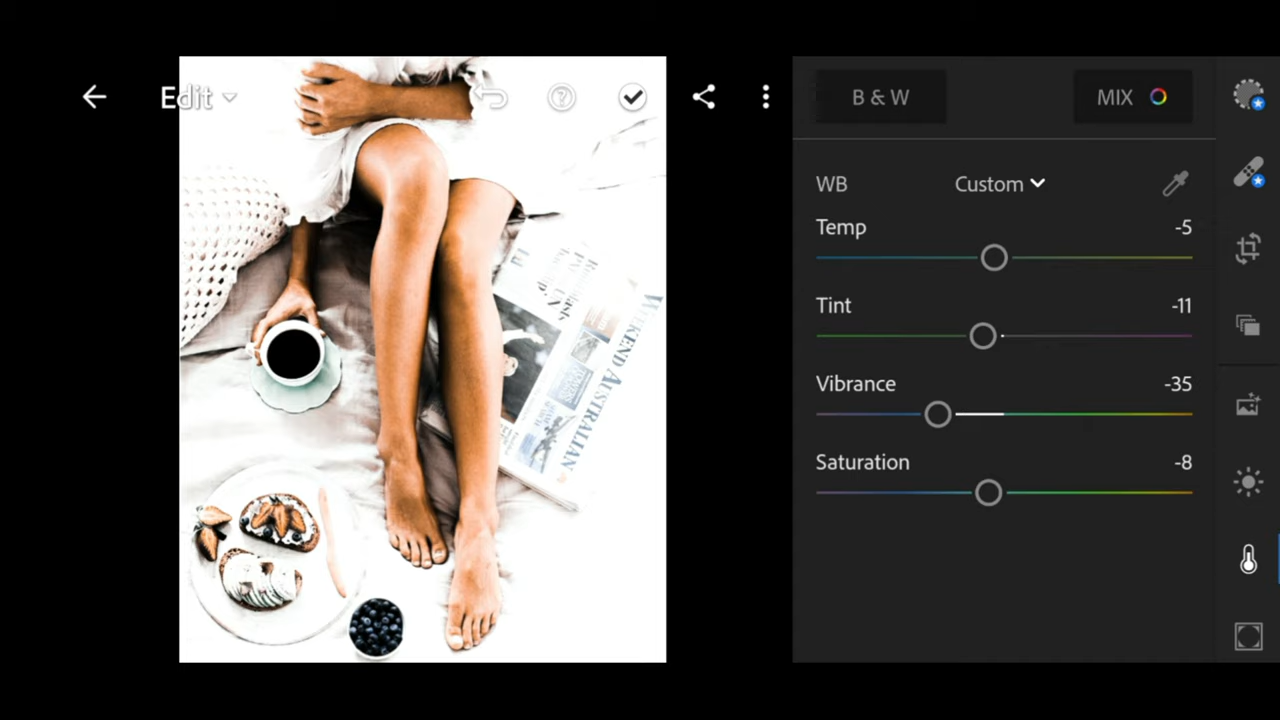 Edit
B & W
MIX
WB
Custom
Temp
-5
Tint
-11
Vibrance
-35
Saturation
-8
WEEKEND AUSTRALIAN